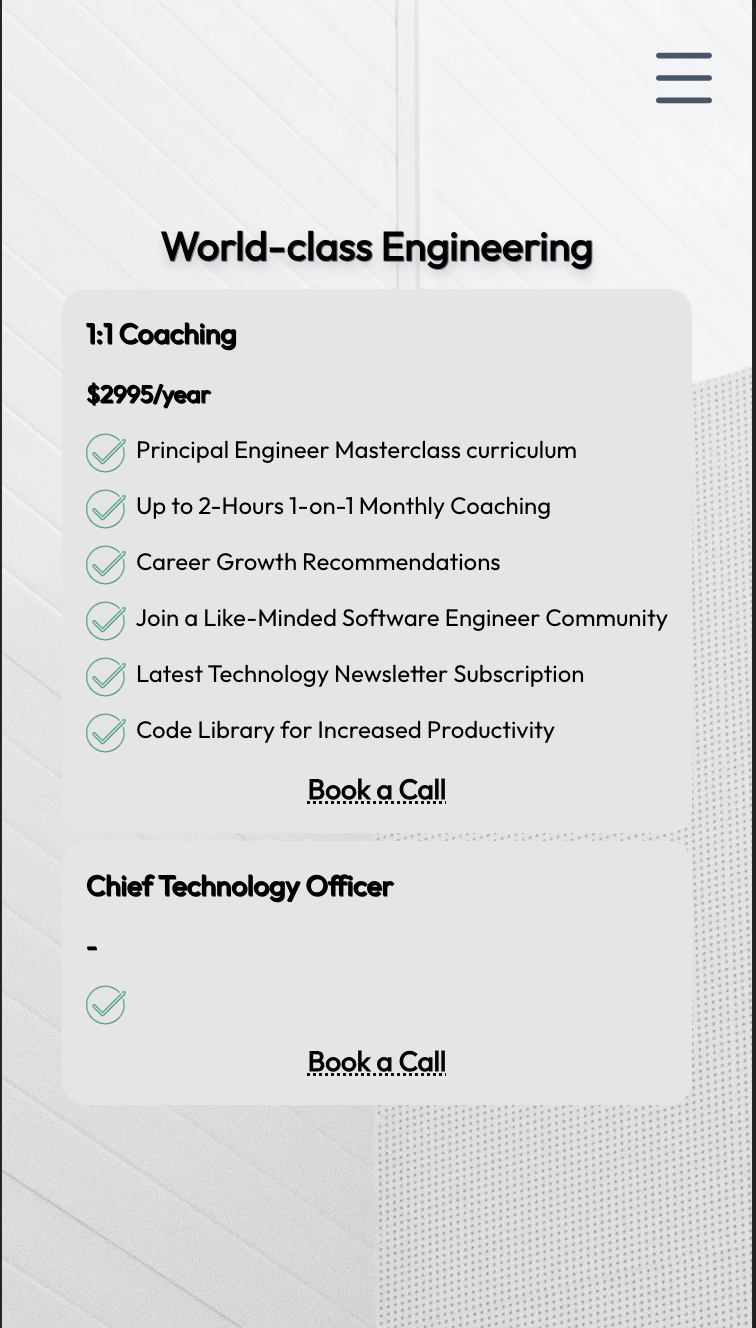 World-class Engineering
1:1 Coaching
$2995/year
Principal Engineer Masterclass curriculum
Up to 2-Hours 1-on-1 Monthly Coaching
Career Growth Recommendations
Join a Like-Minded Software Engineer Community
Latest Technology Newsletter Subscription
Code Library for Increased Productivity
Book a Call
Chief Technology Officer
-
Book a Call